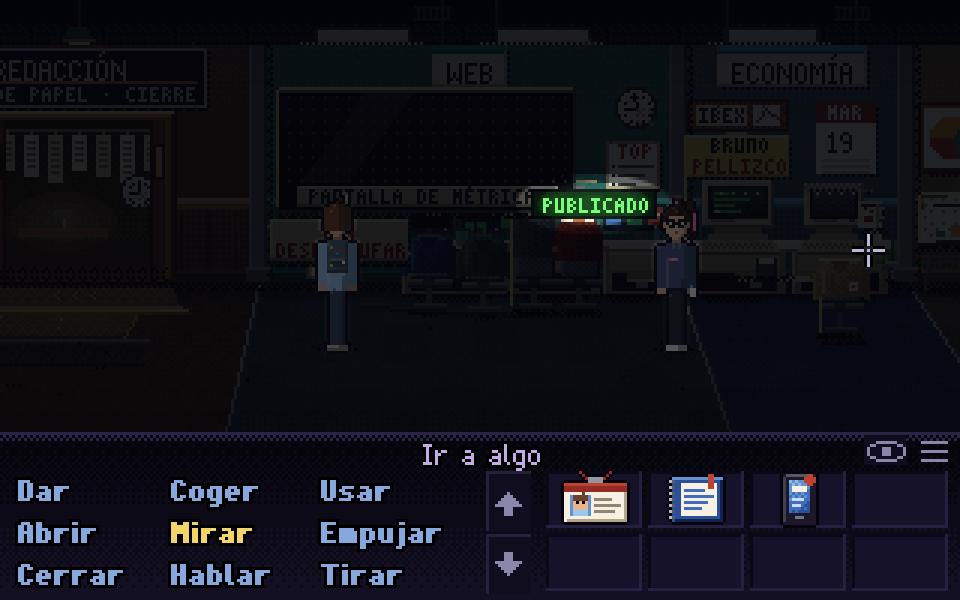 REDACCIÓN
DE PAPEL · CIERRE
WEB
ECONOMÍA
IBEX
MAR
19
BRUNO
PELLIZCO
TOP
PANTALLA DE MÉTRICA
PUBLICADO
Ir a algo
Dar
Coger
Usar
Abrir
Mirar
Empujar
Cerrar
Hablar
Tirar